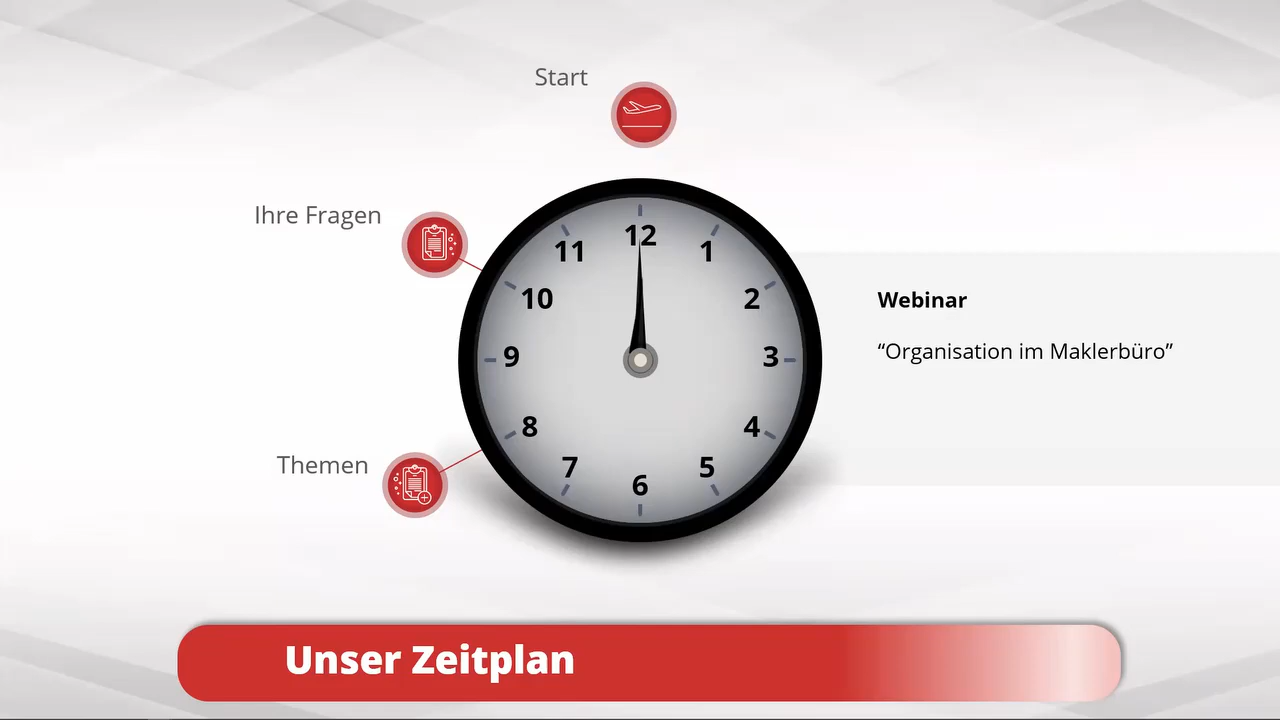 Start
Ihre Fragen
Themen
12
1
2
3
4
5
6
7
8
9
10
11
Webinar
“Organisation im Maklerbüro”
Unser Zeitplan